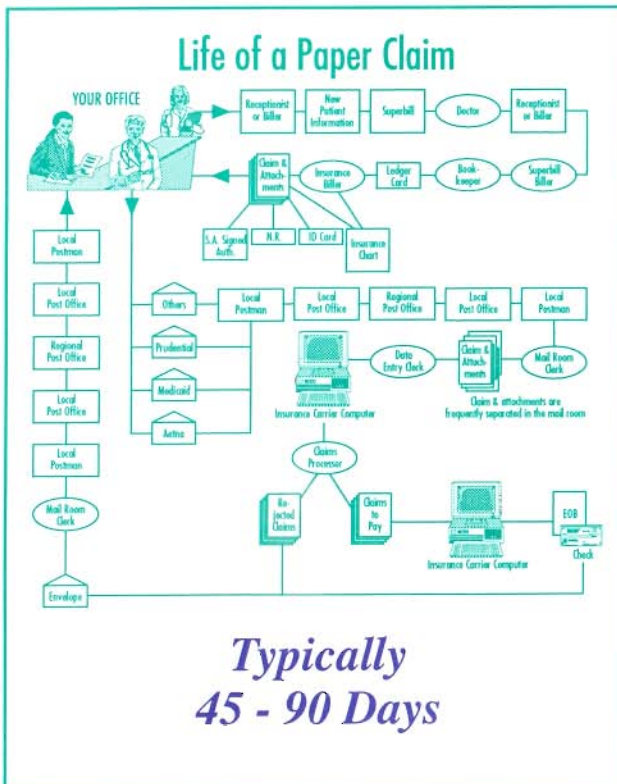 Life of a Paper Claim
YOUR OFFICE
Receptionist
or Biller
New
Patient
Information
Superbill
Doctor
Receptionist
or Biller
Claim &
Attach-
ments
Insurance
Biller
Ledger
Card
Book-
keeper
Superbill
Biller
S.A. Signed
Auth.
N.R.
ID Card
Insurance
Chart
Local
Postman
Local
Post Office
Regional
Post Office
Local
Post Office
Local
Postman
Mail Room
Clerk
Envelope
Others
Prudential
Medicaid
Aetna
Local
Postman
Local
Post Office
Regional
Post Office
Local
Post Office
Local
Postman
Insurance Carrier Computer
Data
Entry Clerk
Claim &
Attach-
ments
Mail Room
Clerk
Claim & attachments are
frequently separated in the mail room
Claims
Processor
Re-
jected
Claims
Claims
to
Pay
Insurance Carrier Computer
EOB
Check
Typically
45 - 90 Days